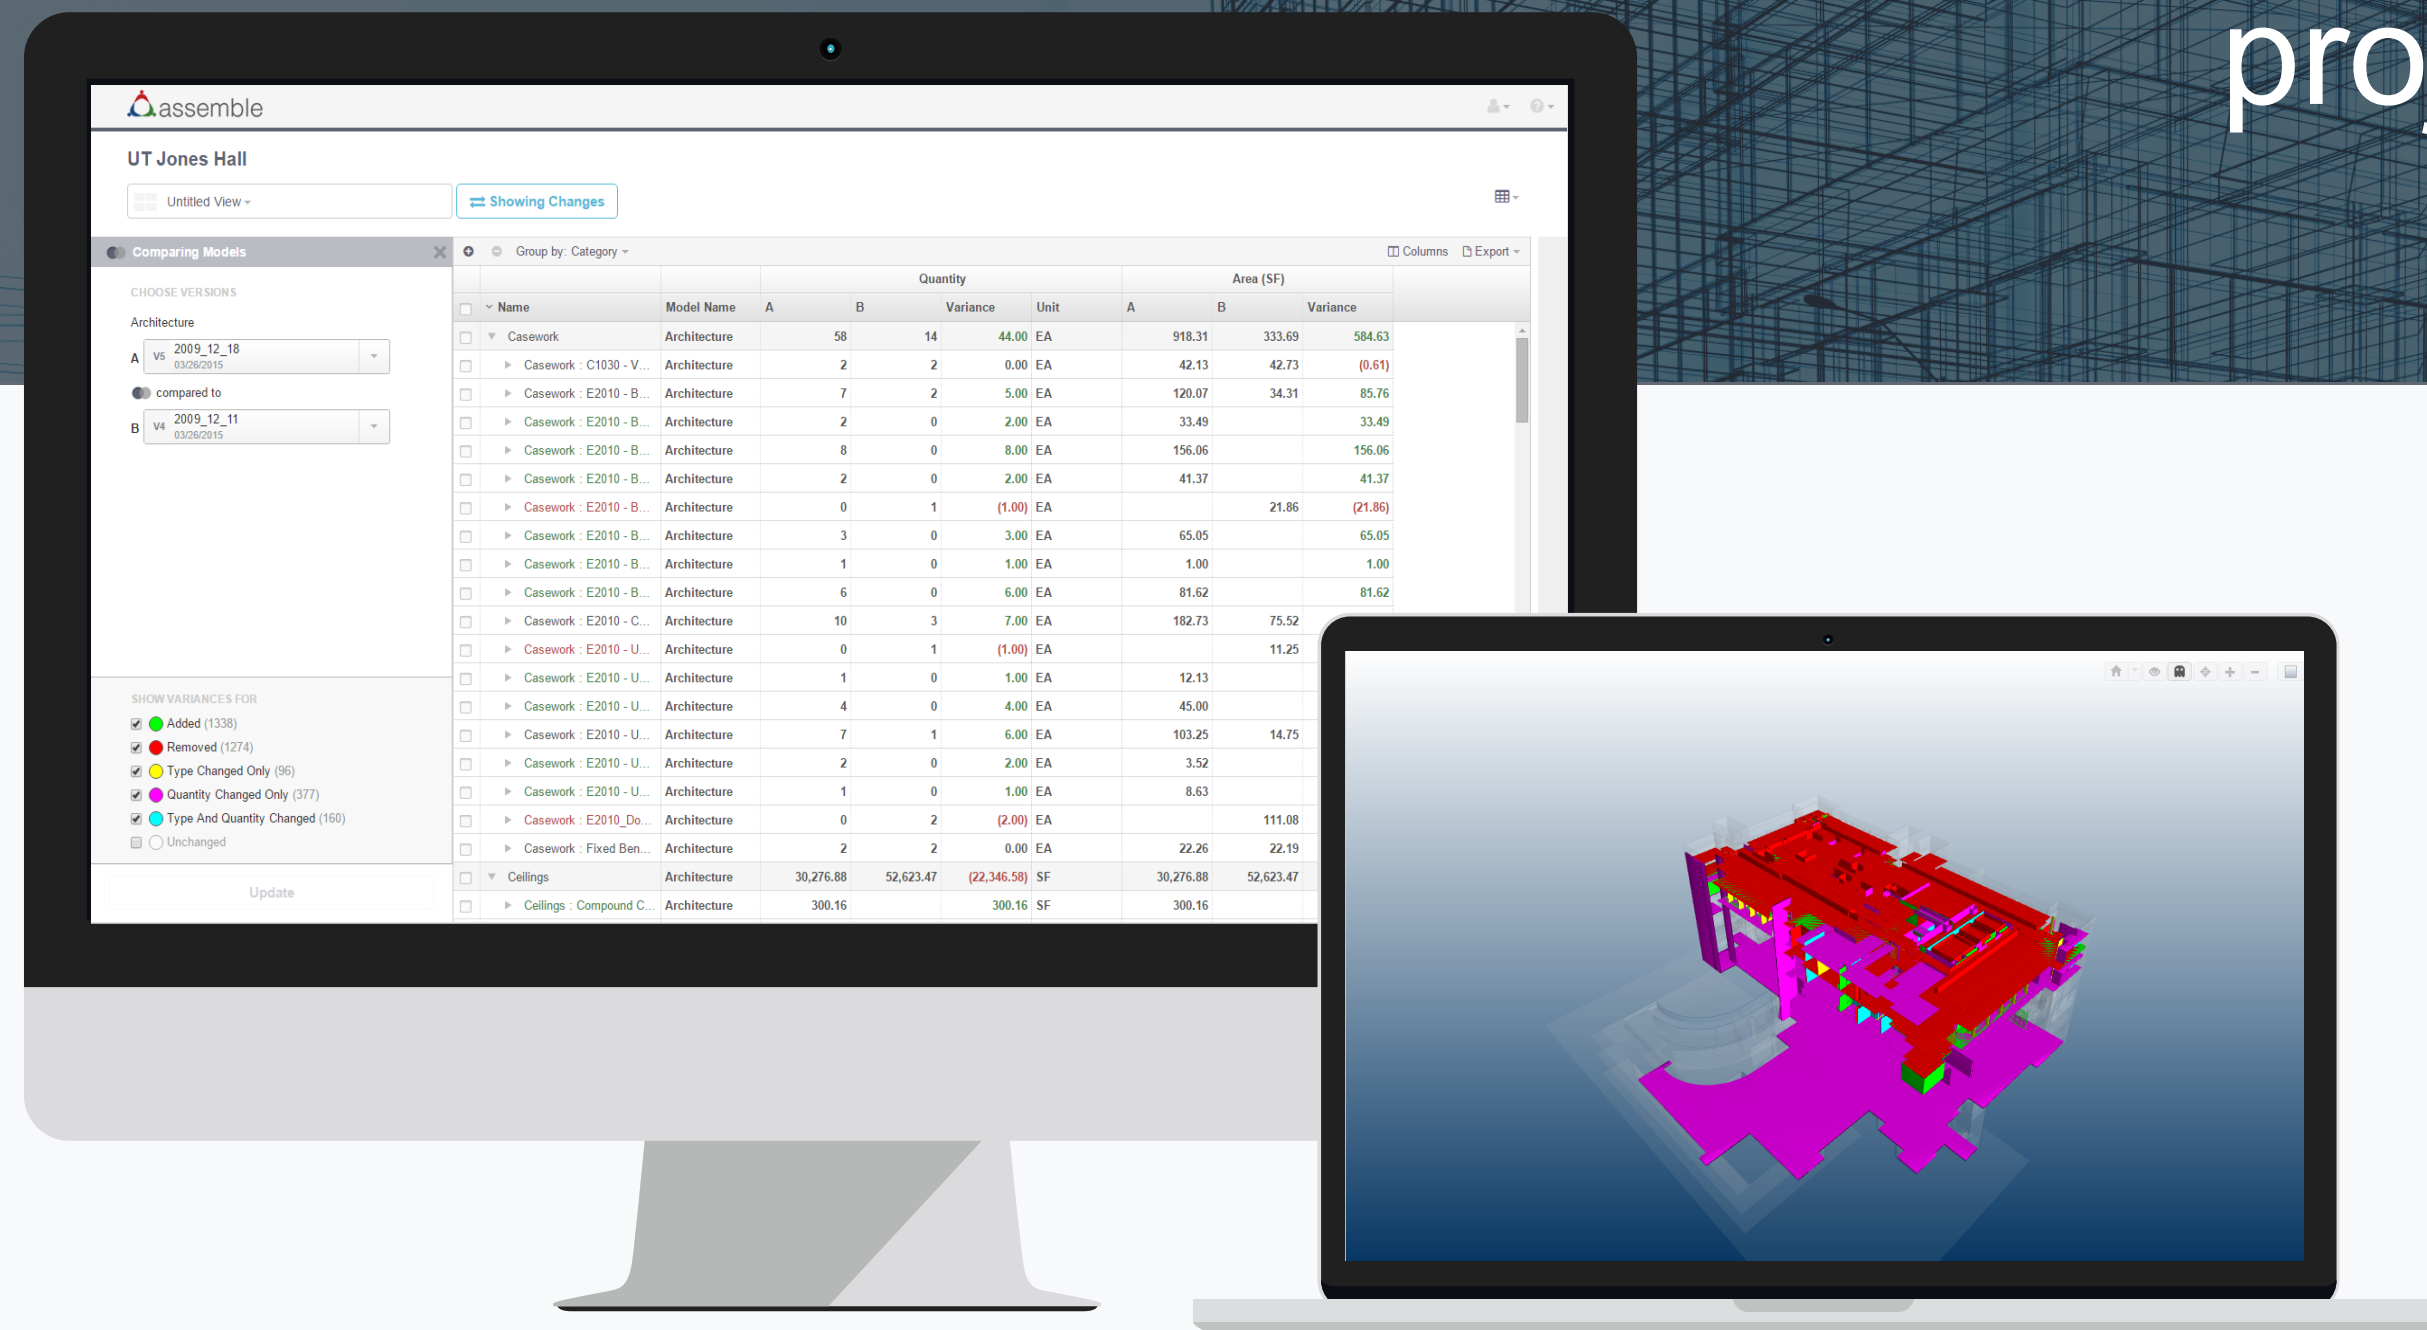 pro
assemble
UT Jones Hall
Untitled View
Showing Changes
Comparing Models
Group by: Category
Columns
Export
CHOOSE VERSIONS
Architecture
A V5 2009_12_18
03/26/2015
compared to
B V4 2009_12_11
03/26/2015
SHOW VARIANCES FOR
Added (1338)
Removed (1274)
Type Changed Only (96)
Quantity Changed Only (377)
Type And Quantity Changed (160)
Unchanged
Update
Quantity Area (SF)
Name Model Name A B Variance Unit A B Variance
Casework Architecture 58 14 44.00 EA 918.31 333.69 584.63
Casework : C1030 - V... Architecture 2 2 0.00 EA 42.13 42.73 (0.61)
Casework : E2010 - B... Architecture 7 2 5.00 EA 120.07 34.31 85.76
Casework : E2010 - B... Architecture 2 0 2.00 EA 33.49 33.49
Casework : E2010 - B... Architecture 8 0 8.00 EA 156.06 156.06
Casework : E2010 - B... Architecture 2 0 2.00 EA 41.37 41.37
Casework : E2010 - B... Architecture 0 1 (1.00) EA 21.86 (21.86)
Casework : E2010 - B... Architecture 3 0 3.00 EA 65.05 65.05
Casework : E2010 - B... Architecture 1 0 1.00 EA 1.00 1.00
Casework : E2010 - B... Architecture 6 0 6.00 EA 81.62 81.62
Casework : E2010 - C... Architecture 10 3 7.00 EA 182.73 75.52
Casework : E2010 - U... Architecture 0 1 (1.00) EA 11.25
Casework : E2010 - U... Architecture 1 0 1.00 EA 12.13
Casework : E2010 - U... Architecture 4 0 4.00 EA 45.00
Casework : E2010 - U... Architecture 7 1 6.00 EA 103.25 14.75
Casework : E2010 - U... Architecture 2 0 2.00 EA 3.52
Casework : E2010 - U... Architecture 1 0 1.00 EA 8.63
Casework : E2010_Do... Architecture 0 2 (2.00) EA 111.08
Casework : Fixed Ben... Architecture 2 2 0.00 EA 22.26 22.19
Ceilings Architecture 30,276.88 52,623.47 (22,346.58) SF 30,276.88 52,623.47
Ceilings : Compound C... Architecture 300.16 300.16 SF 300.16